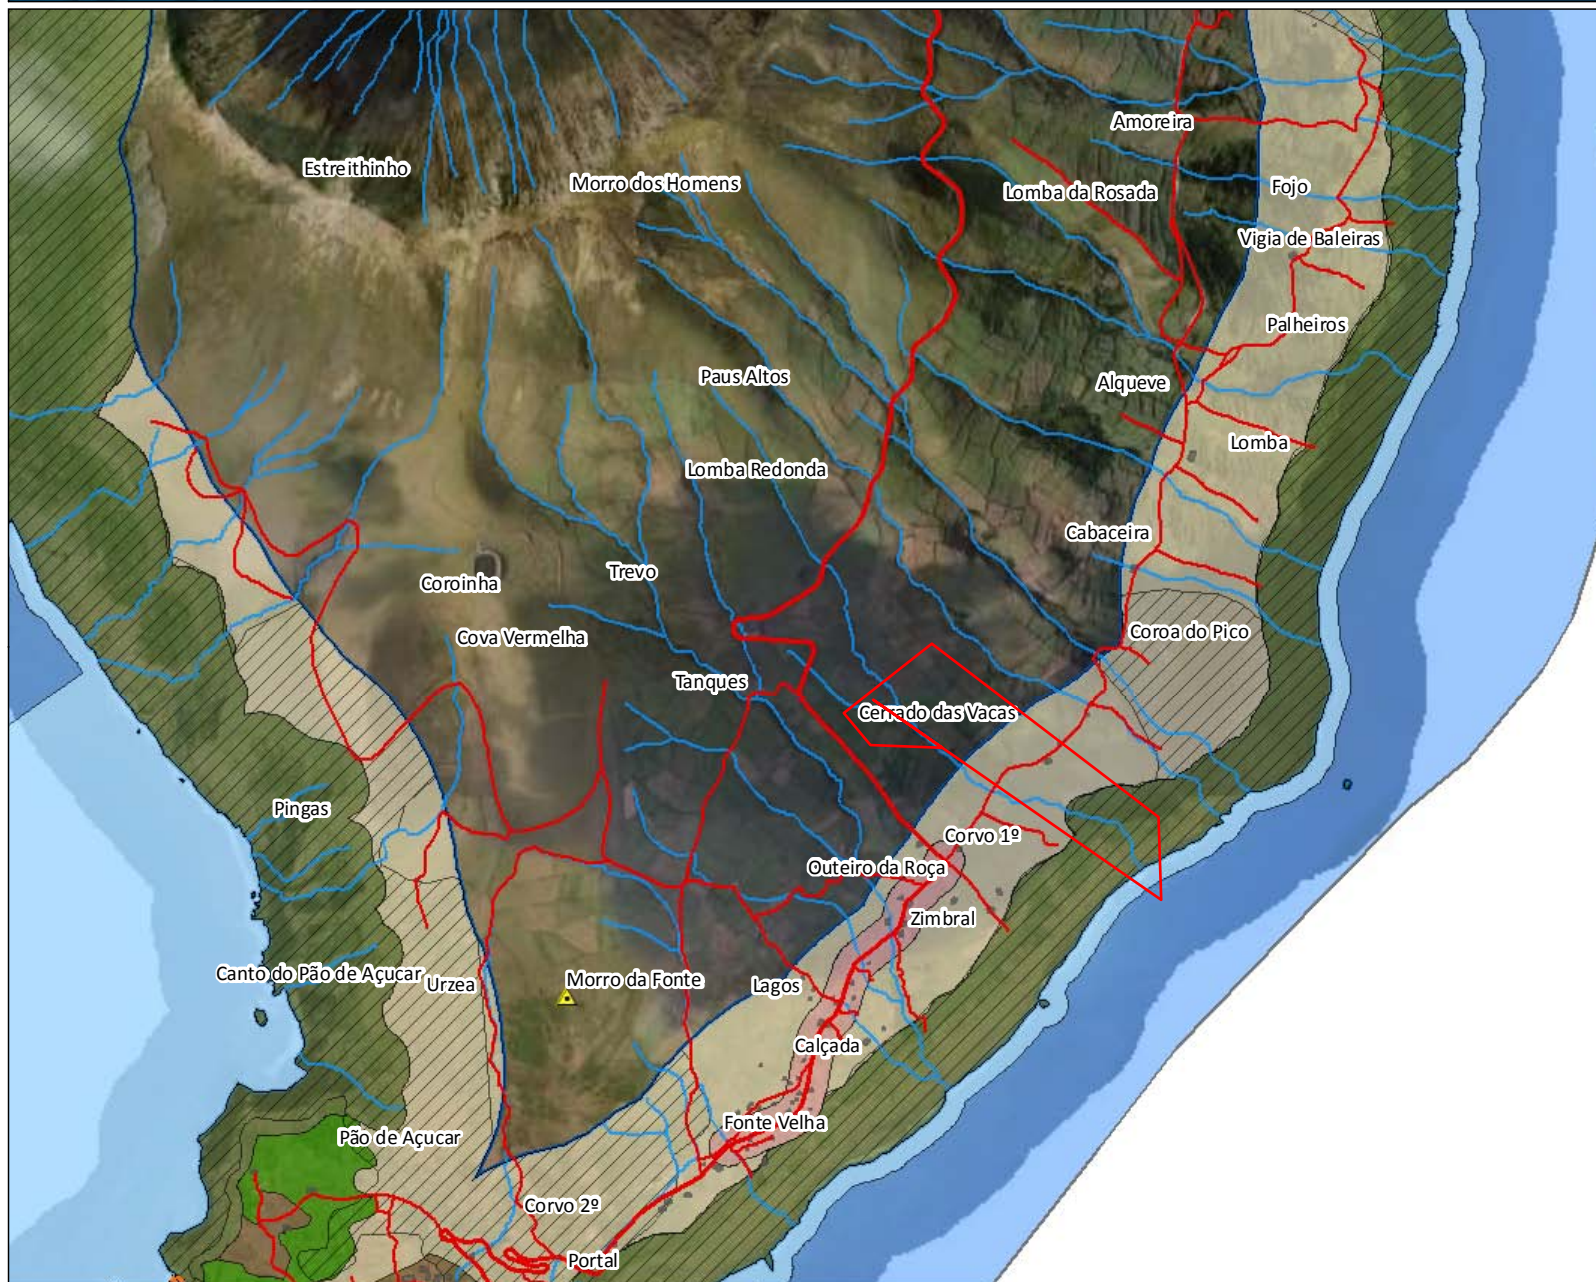 Amoreira
Estreithinho
Morro dos Homens
Fojo
Lomba da Rosada
Vigia de Baleiras
Palheiros
Paus Altos
Alqueve
Lomba
Lomba Redonda
Cabaceira
Trevo
Coroinha
Coroa do Pico
Cova Vermelha
Tanques
Cerrado das Vacas
Pingas
Corvo 1º
Outeiro da Roça
Zimbral
Canto do Pão de Açucar
Urzea
Morro da Fonte
Lagos
Calçada
Fonte Velha
Pão de Açucar
Corvo 2º
Portal